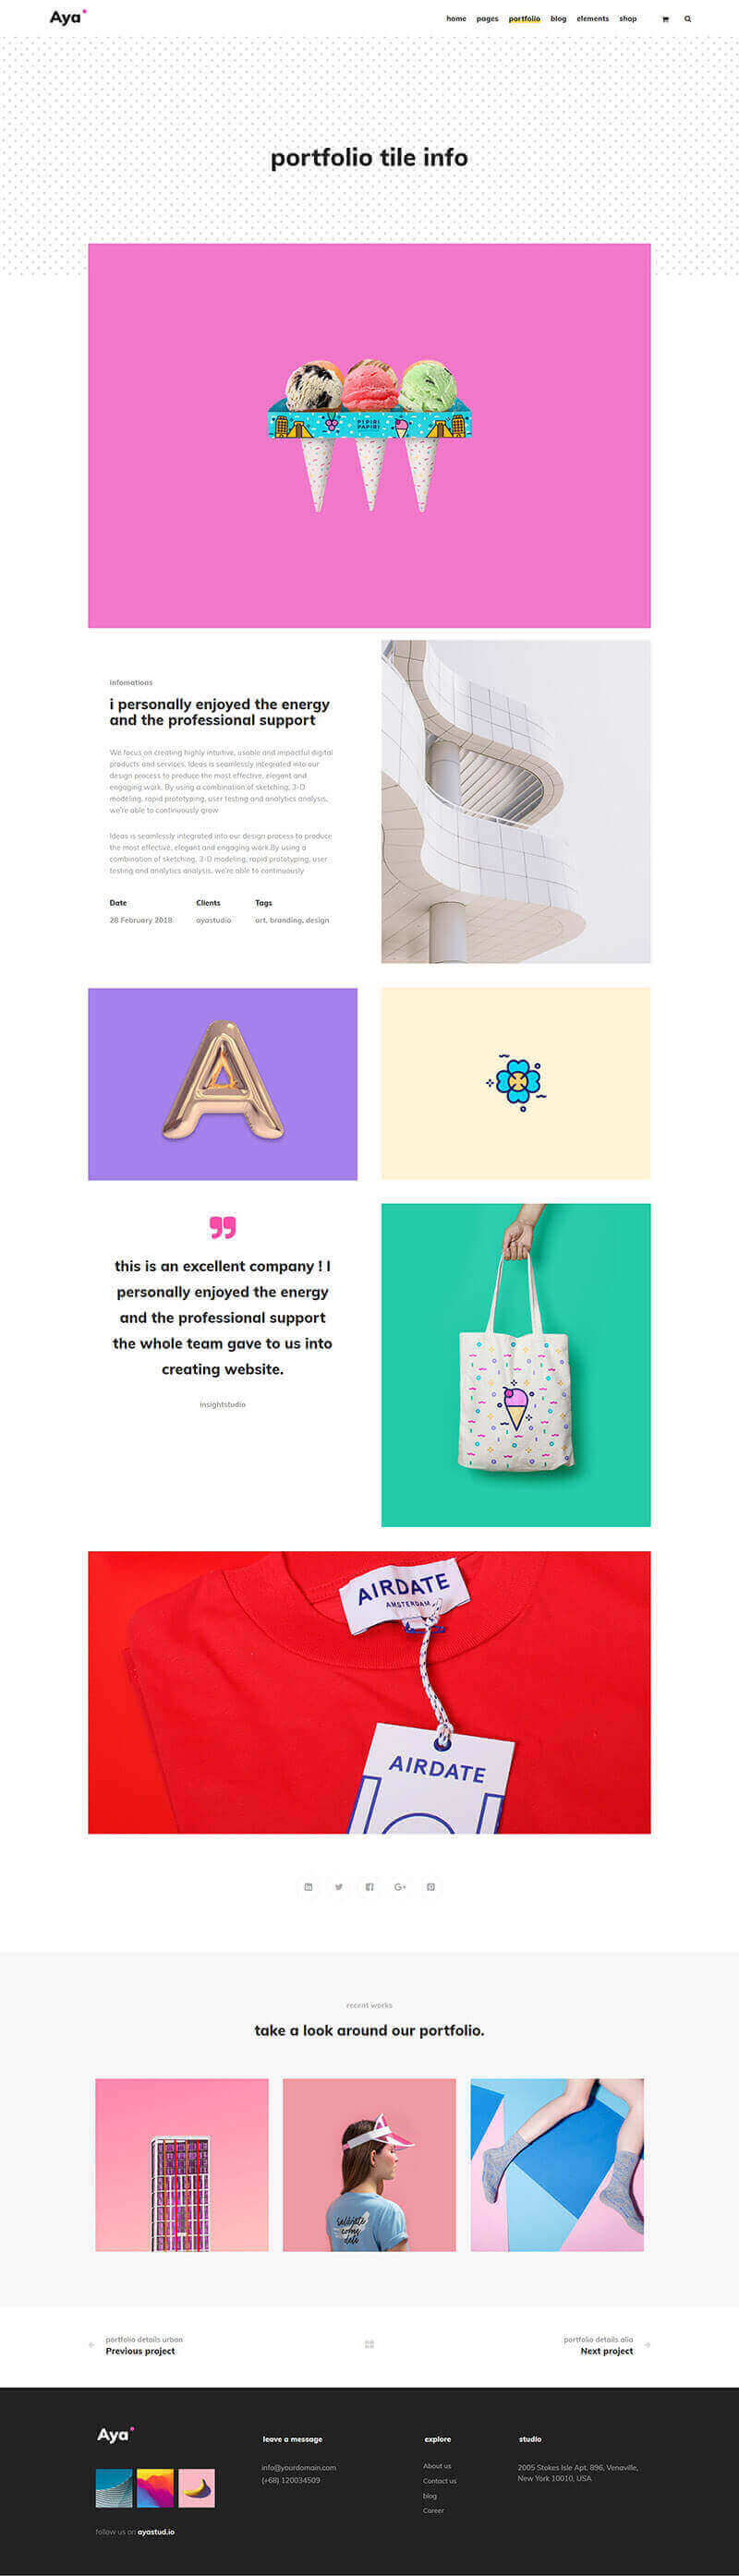 Aya
home pages portfolio blog elements shop
portfolio tile info
PIPIRI
PAPIRI
infomations
i personally enjoyed the energy
and the professional support
We focus on creating highly intuitive, usable and impactful digital
products and services. Ideas is seamlessly integrated into our
design process to produce the most effective, elegant and
engaging work. By using a combination of sketching, 3-D
modeling, rapid prototyping, user testing and analytics analysis,
we're able to continuously grow
Ideas is seamlessly integrated into our design process to produce
the most effective, elegant and engaging work.By using a
combination of sketching, 3-D modeling, rapid prototyping, user
testing and analytics analysis, we're able to continuously
Date Clients Tags
28 February 2018 ayastudio art, branding, design
this is an excellent company ! I
personally enjoyed the energy
and the professional support
the whole team gave to us into
creating website.
insightstudio
AIRDATE
AMSTERDAM
AIRDATE
recent works
take a look around our portfolio.
portfolio details urban
Previous project
portfolio details alia
Next project
Aya
follow us on ayastud.io
leave a message
info@yourdomain.com
(+68) 120034509
explore
About us
Contact us
blog
Career
studio
2005 Stokes Isle Apt. 896, Venaville,
New York 10010, USA